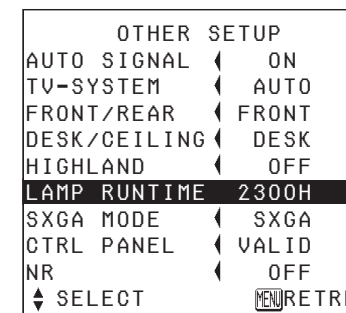 OTHER SETUP
AUTO SIGNAL ON
TV-SYSTEM AUTO
FRONT/REAR FRONT
DESK/CEILING DESK
HIGHLAND OFF
LAMP RUNTIME 2300H
SXGA MODE SXGA
CTRL PANEL VALID
NR OFF
SELECT MENU RETR